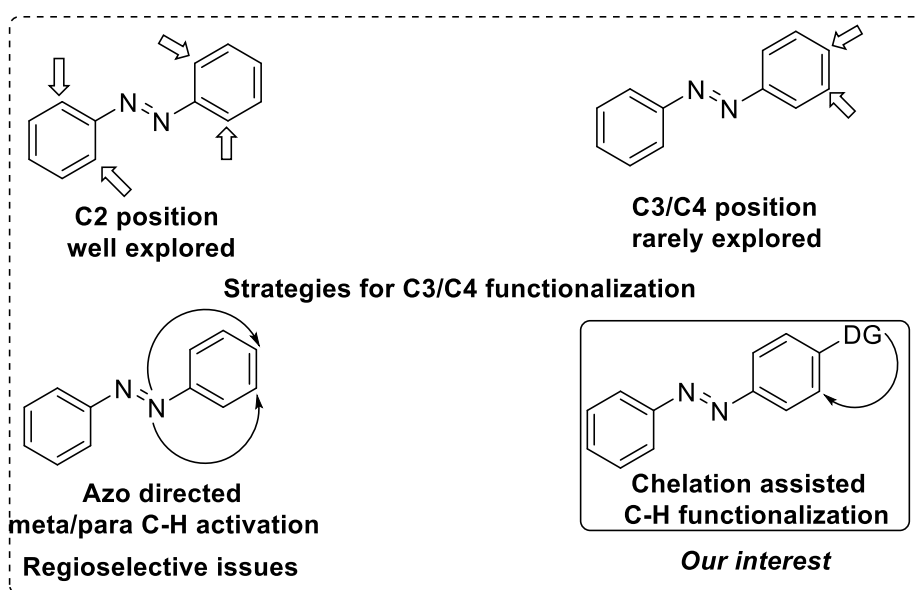 N N
N N
C2 position
well explored
C3/C4 position
rarely explored
Strategies for C3/C4 functionalization
N N
DG
N N
Azo directed
meta/para C-H activation
Regioselective issues
Chelation assisted
C-H functionalization
Our interest